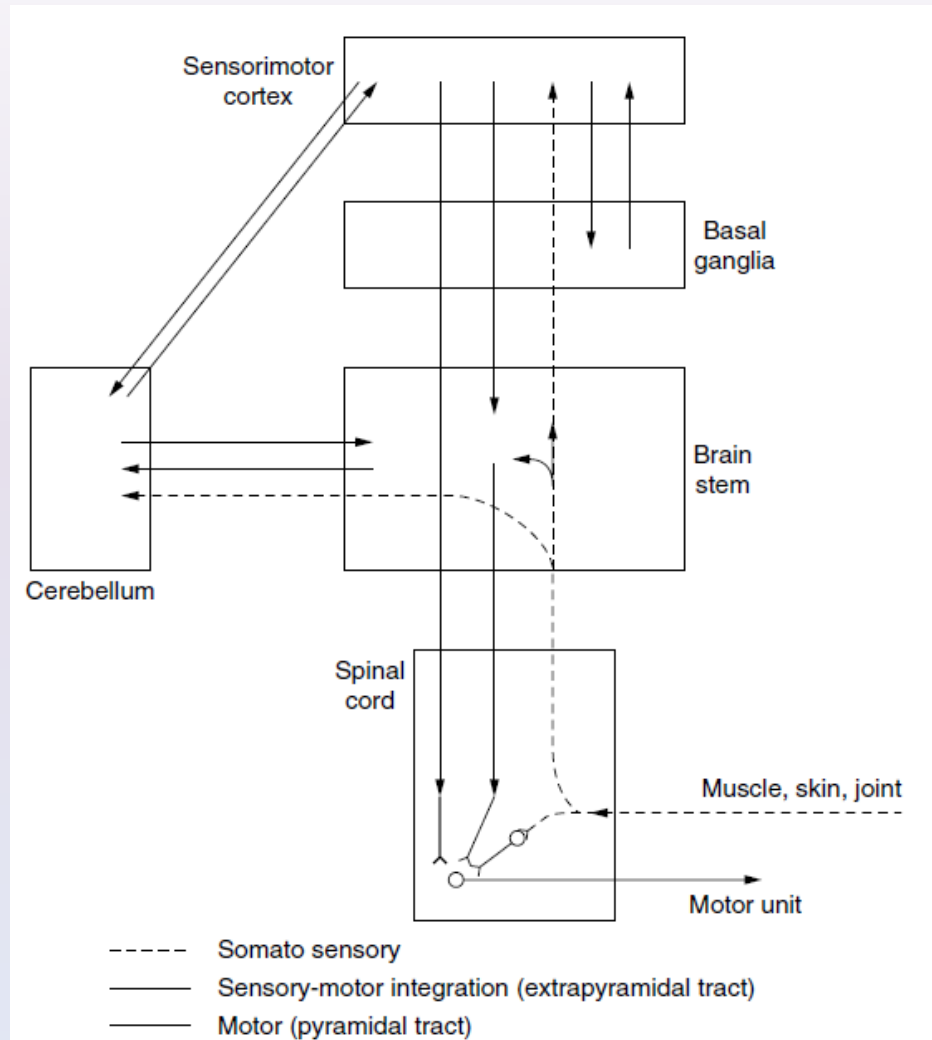 Sensorimotor
cortex
Basal
ganglia
Brain
stem
Cerebellum
Spinal
cord
Muscle, skin, joint
Motor unit
Somato sensory
Sensory-motor integration (extrapyramidal tract)
Motor (pyramidal tract)